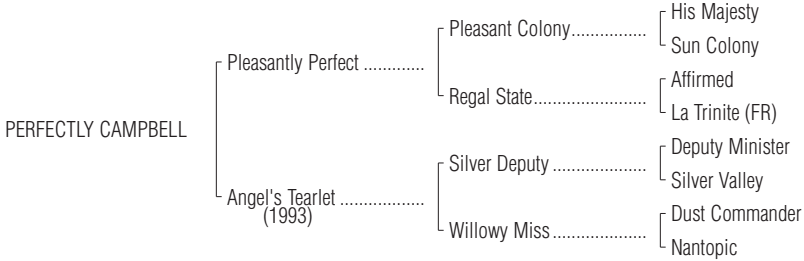 His Majesty
Pleasant Colony................
Sun Colony
Pleasantly Perfect .............
Affirmed
Regal State.......................
La Trinite (FR)
PERFECTLY CAMPBELL
Deputy Minister
Silver Deputy ...................
Silver Valley
Angel's Tearlet .................
(1993)
Dust Commander
Willowy Miss...................
Nantopic